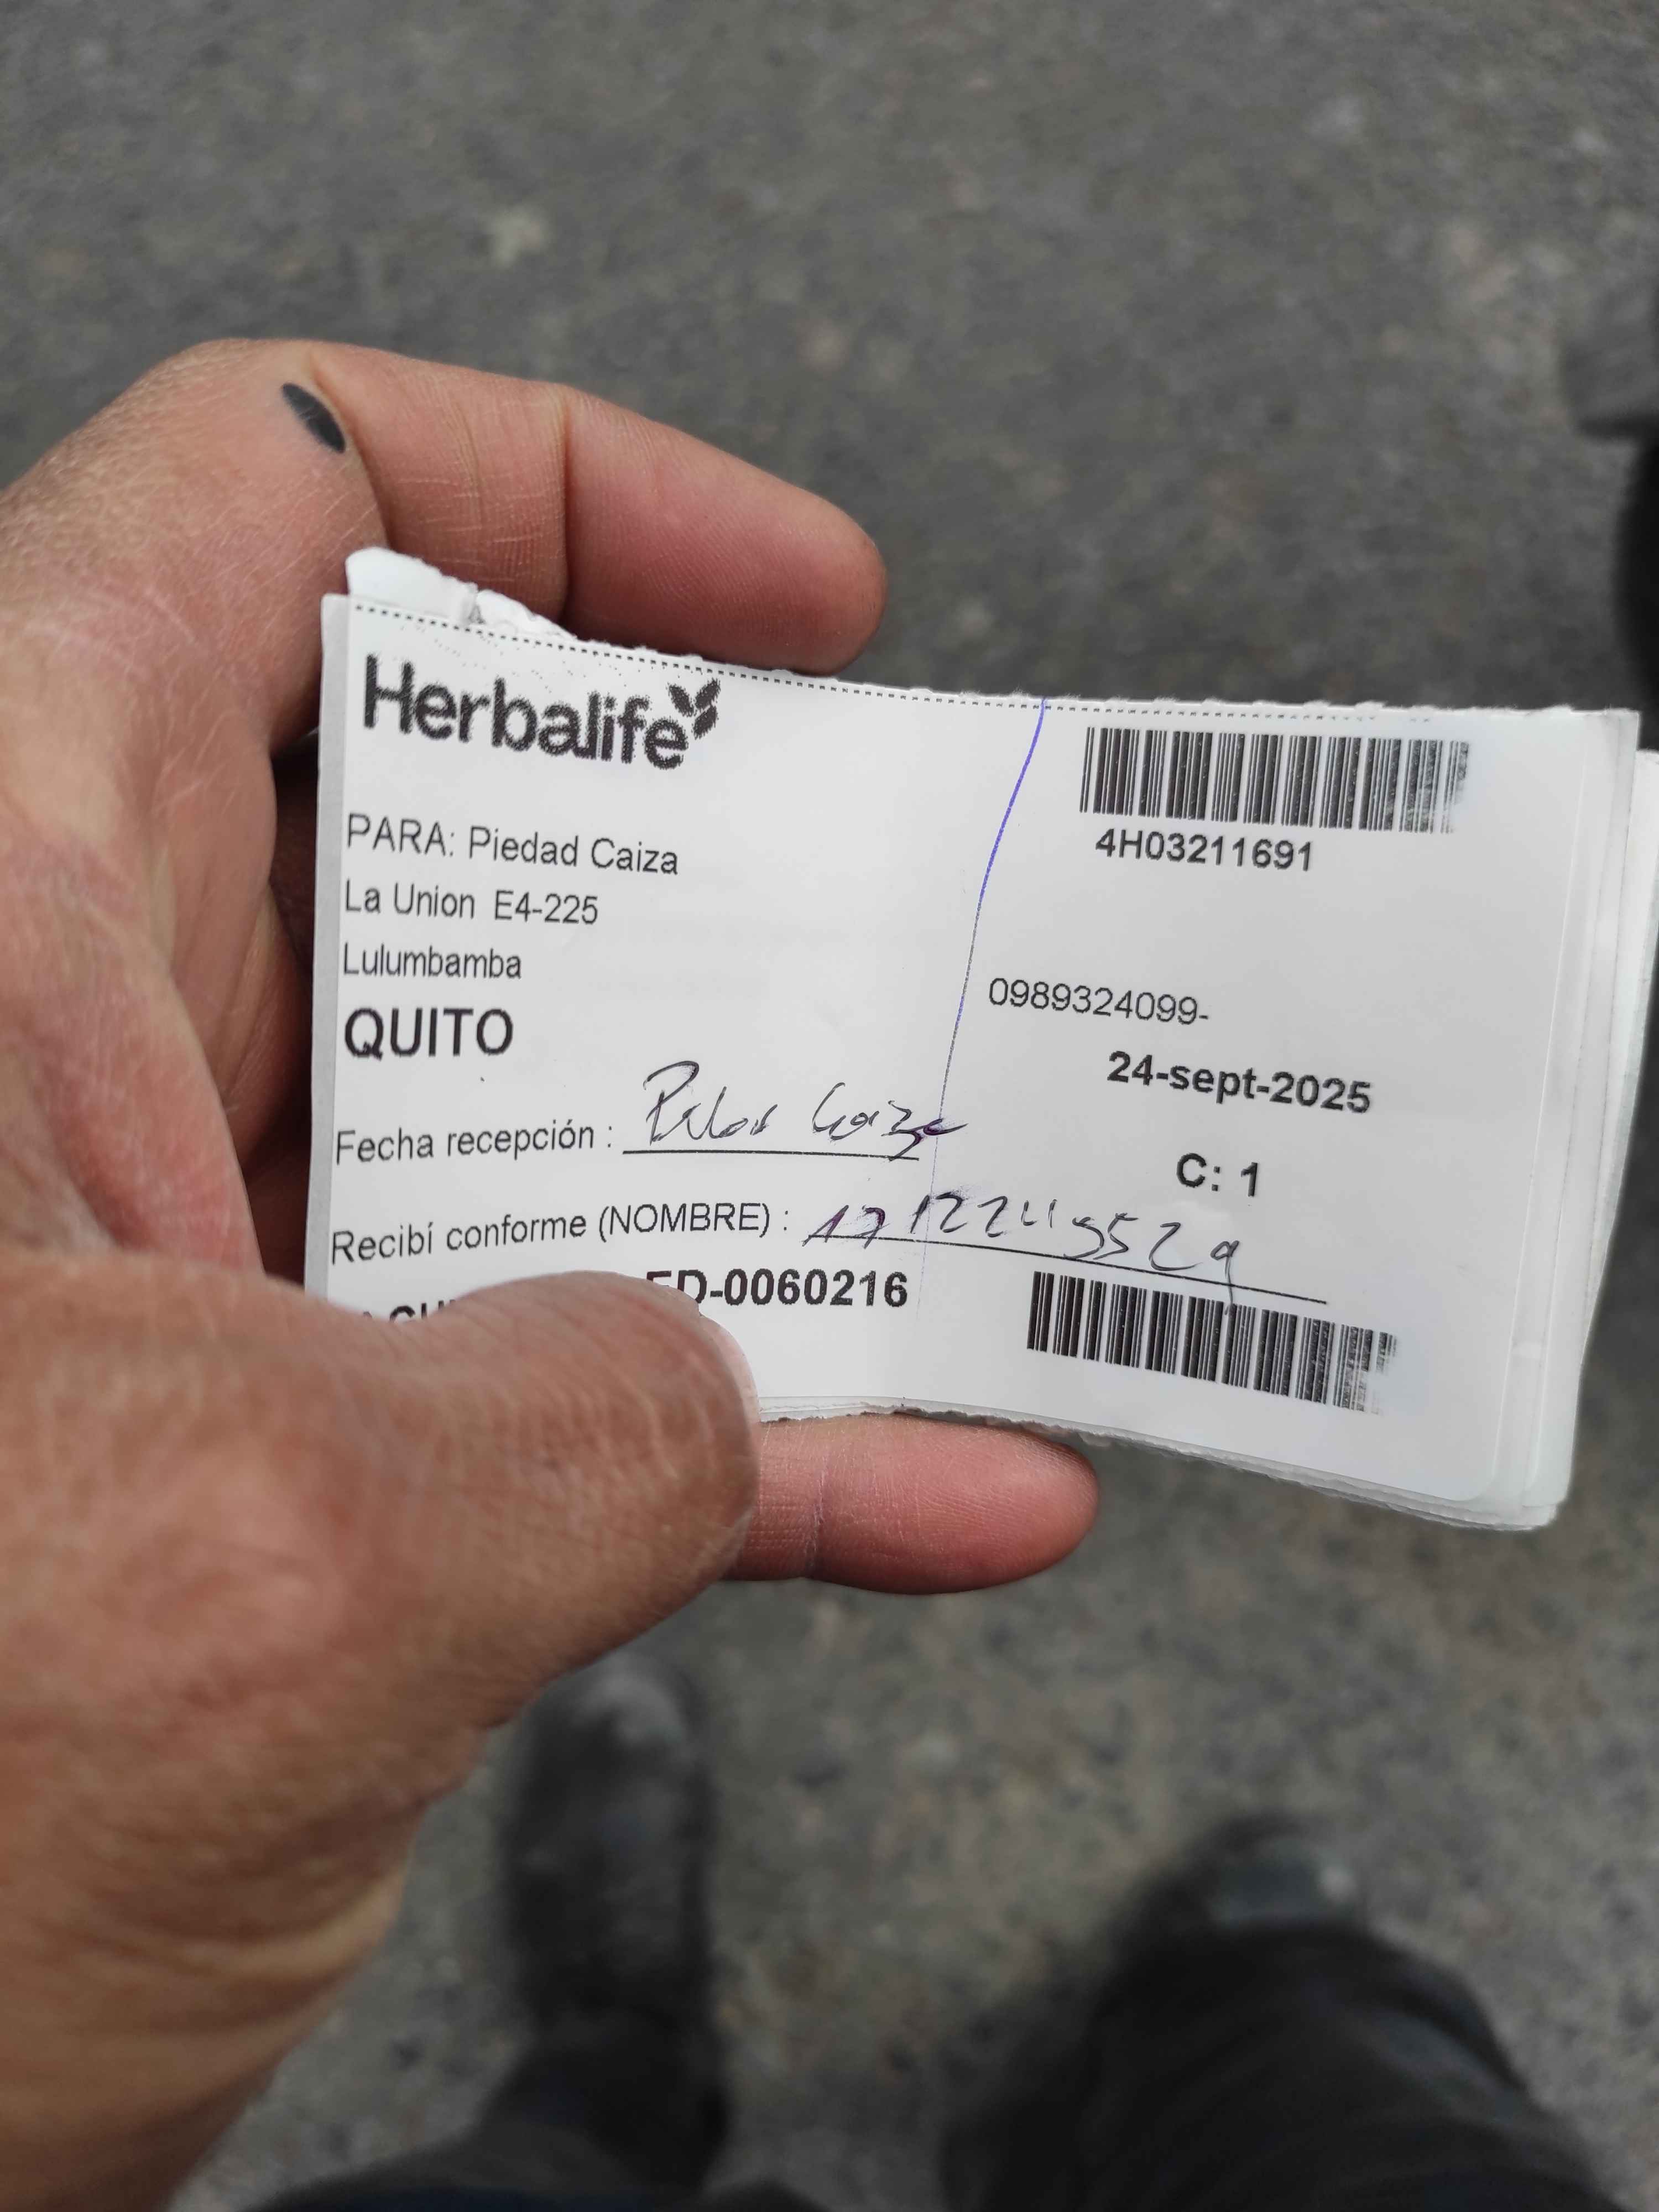 Herbalife
4H03211691
PARA: Piedad Caiza
La Union E4-225
Lulumbamba
QUITO
0989324099-
24-sept-2025
C: 1
Fecha recepción : Caiza
Recibí conforme (NOMBRE) :
ED-0060216